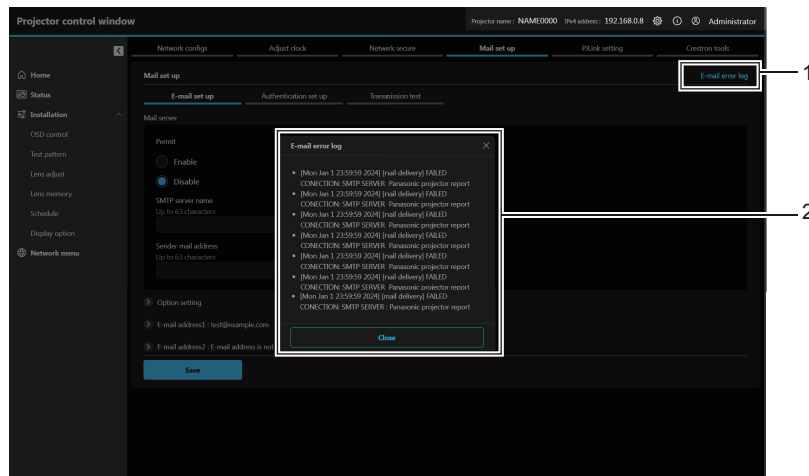 Projector control window
Projector name : NAME0000 IPv4 address : 192.168.0.8 Administrator
Network configs Adjust clock Network secure Mail set up PJLink setting Crestron tools
Home
Status
Installation
OSD control
Test pattern
Lens adjust
Lens memory
Schedule
Display option
Network menu
Mail set up E-mail error log
1
E-mail set up Authentication set up Transmission test
Mail server
Permit
Enable
Disable
SMTP server name
Up to 63 characters
Sender mail address
Up to 63 characters
Option setting
E-mail address1 : text@example.com
E-mail address2 : E-mail address is not
Save
E-mail error log
• [Mon Jan 1 23:59:59 2024] [nail delivery] FAILED
CONECTION: SMTP SERVER Panasonic projector report
• [Mon Jan 1 23:59:59 2024] [nail delivery] FAILED
CONECTION: SMTP SERVER Panasonic projector report
• [Mon Jan 1 23:59:59 2024] [nail delivery] FAILED
CONECTION: SMTP SERVER Panasonic projector report
• [Mon Jan 1 23:59:59 2024] [nail delivery] FAILED
CONECTION: SMTP SERVER Panasonic projector report
• [Mon Jan 1 23:59:59 2024] [nail delivery] FAILED
CONECTION: SMTP SERVER Panasonic projector report
• [Mon Jan 1 23:59:59 2024] [nail delivery] FAILED
CONECTION: SMTP SERVER Panasonic projector report
• [Mon Jan 1 23:59:59 2024] [mail delivery] FAILED
CONECTION: SMTP SERVER : Panasonic projector report
Close
2